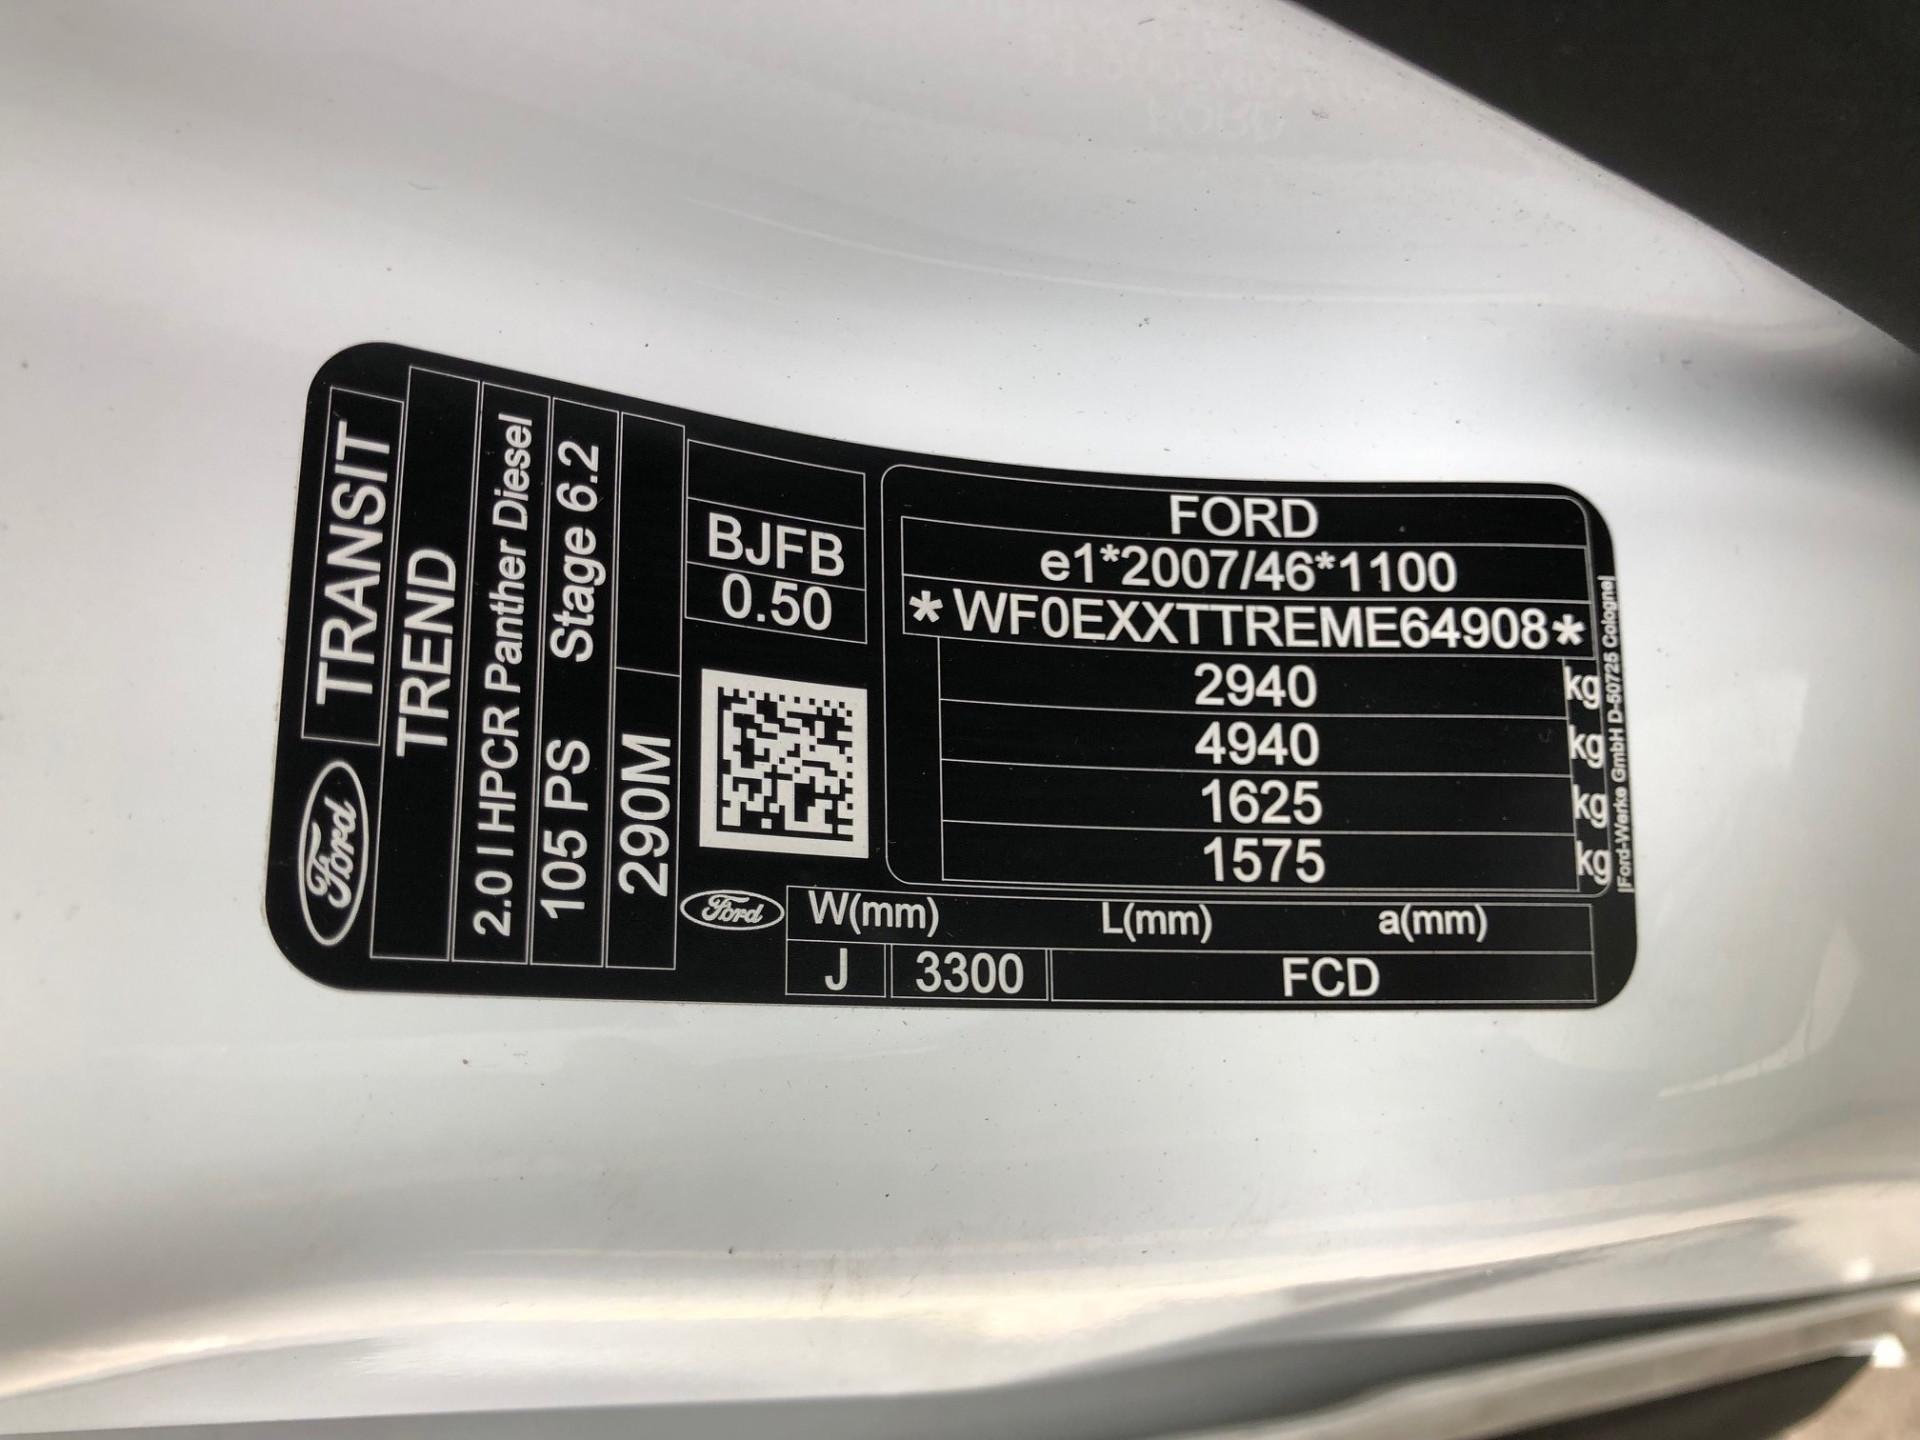 Ford
TRANSIT
TREND
2.0 l HPCR Panther Diesel
105 PS Stage 6.2
290M
BJFB
0.50
FORD
e1*2007/46*1100
*WF0EXXTTREME64908*
2940 kg
4940 kg
1625 kg
1575 kg
Ford-Werke GmbH D-50725 Cologne
Ford
W(mm) L(mm) a(mm)
J 3300 FCD